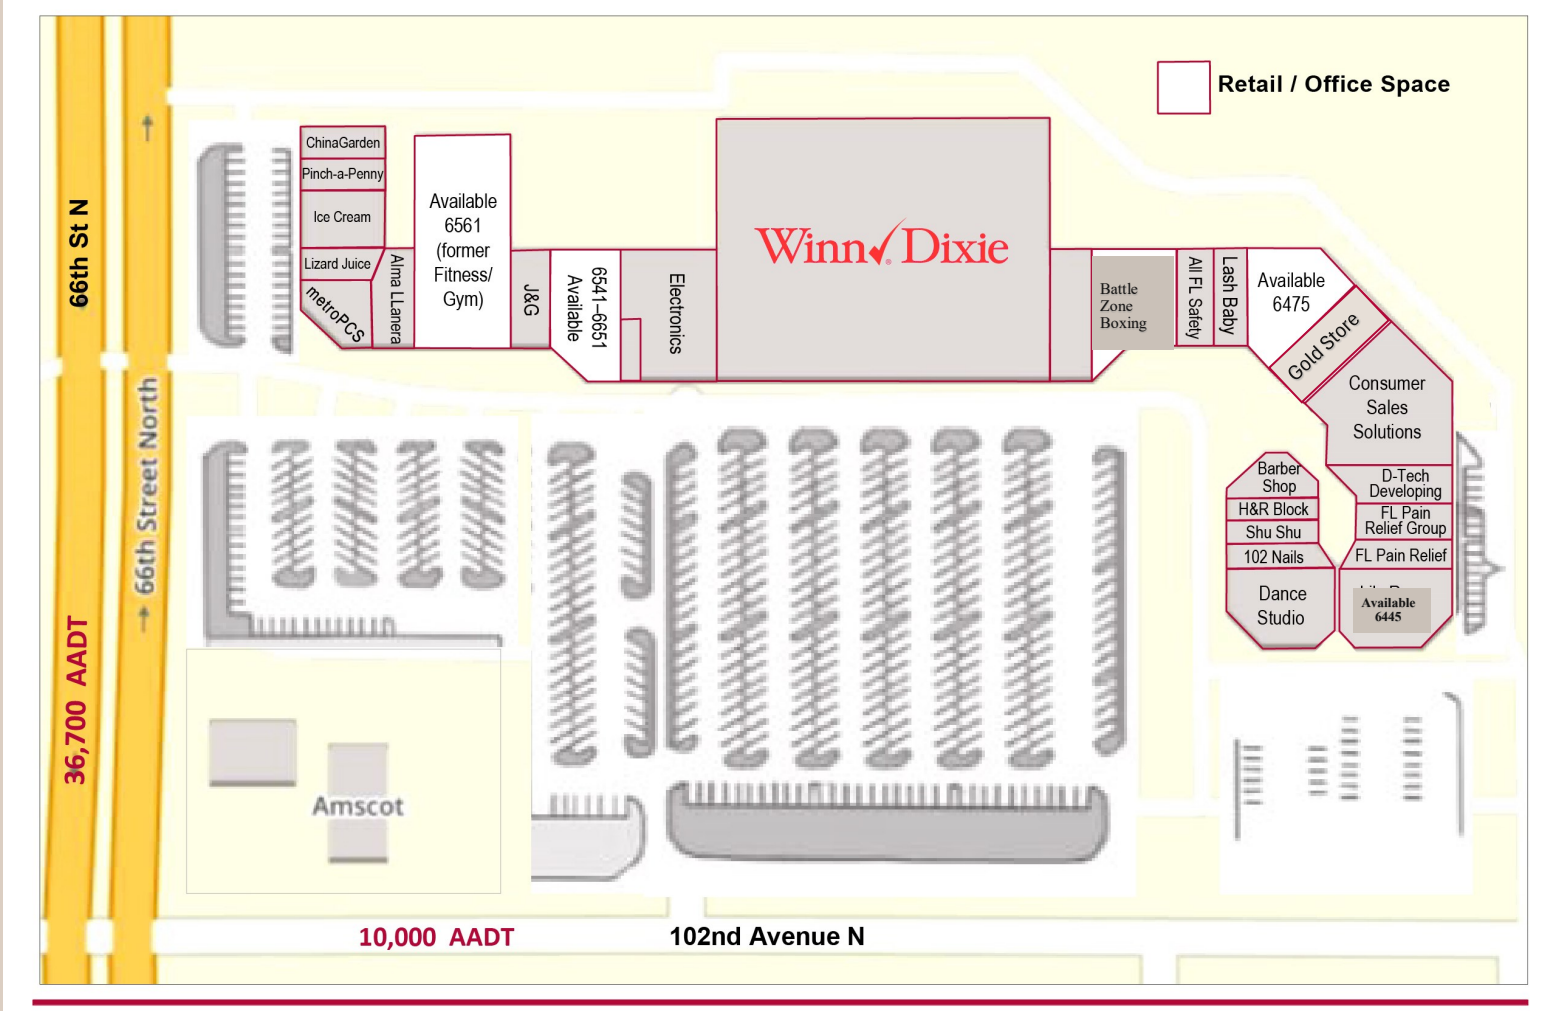 Retail / Office Space
ChinaGarden
Pinch-a-Penny
Ice Cream
Lizard Juice
metroPCS
Alma LLanera
Available
6561
(former
Fitness/
Gym)
J&G
6541–6651
Available
Electronics
Winn Dixie
Battle
Zone
Boxing
All FL Safety
Lash Baby
Available
6475
Gold Store
Consumer
Sales
Solutions
D-Tech
Developing
FL Pain
Relief Group
FL Pain Relief
Available
6445
Barber
Shop
H&R Block
Shu Shu
102 Nails
Dance
Studio
66th St N
66th Street North
36,700 AADT
Amscot
10,000 AADT
102nd Avenue N